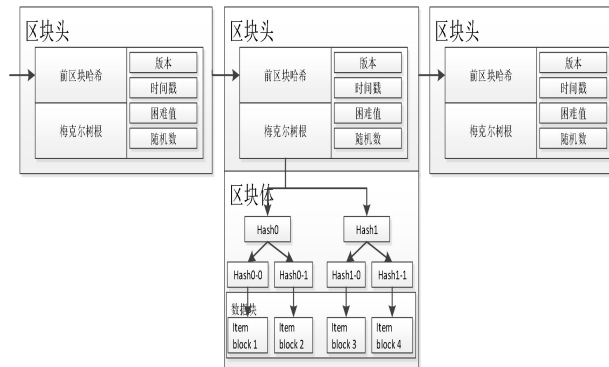 区块头
前区块哈希
梅克尔树根
版本
时间戳
困难值
随机数
区块头
前区块哈希
梅克尔树根
版本
时间戳
困难值
随机数
区块头
前区块哈希
梅克尔树根
版本
时间戳
困难值
随机数
区块体
Hash0
Hash1
Hash0-0
Hash0-1
Hash1-0
Hash1-1
数据块
Item
block 1
Item
block 2
Item
block 3
Item
block 4